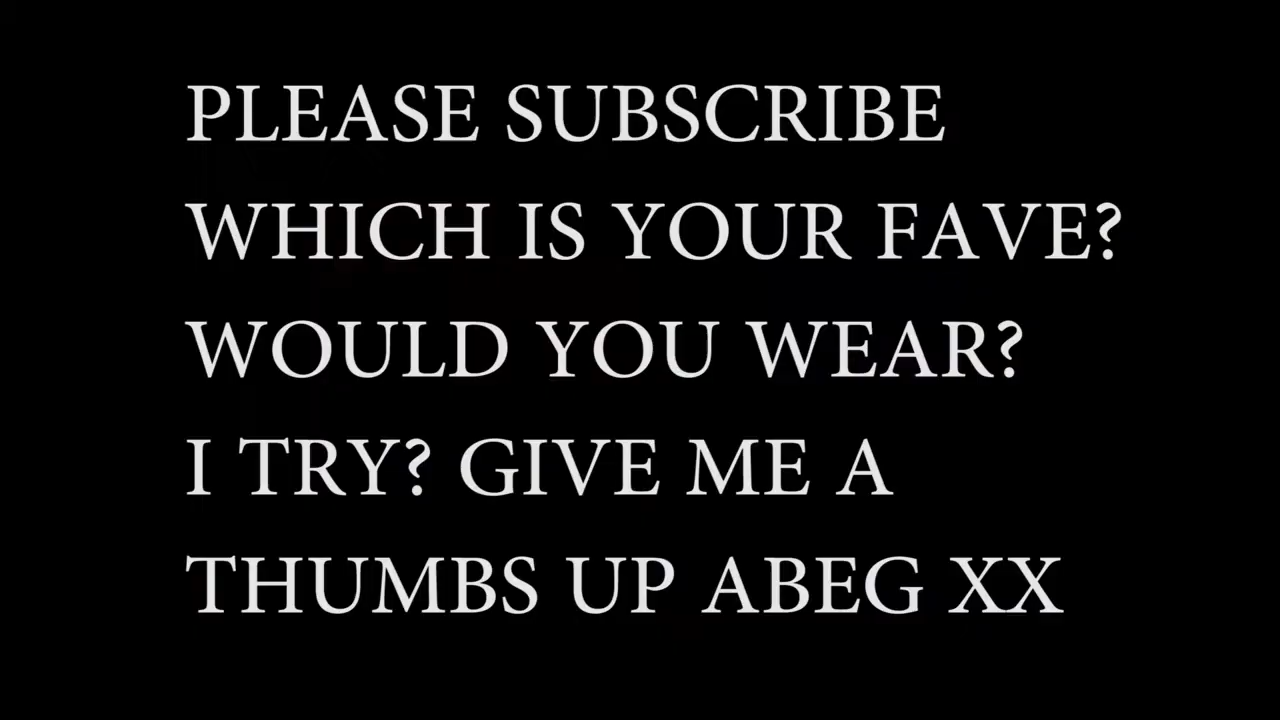 PLEASE SUBSCRIBE
WHICH IS YOUR FAVE?
WOULD YOU WEAR?
I TRY? GIVE ME A
THUMBS UP ABEG XX